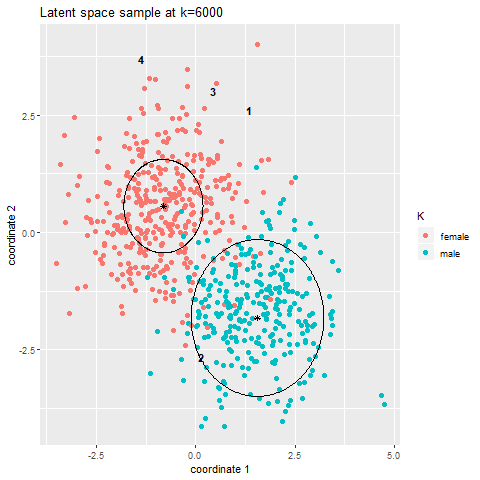 Latent space sample at k=6000
4
3
1
2
2.5
0.0
-2.5
-2.5
0.0
2.5
5.0
coordinate 1
coordinate 2
K
female
male